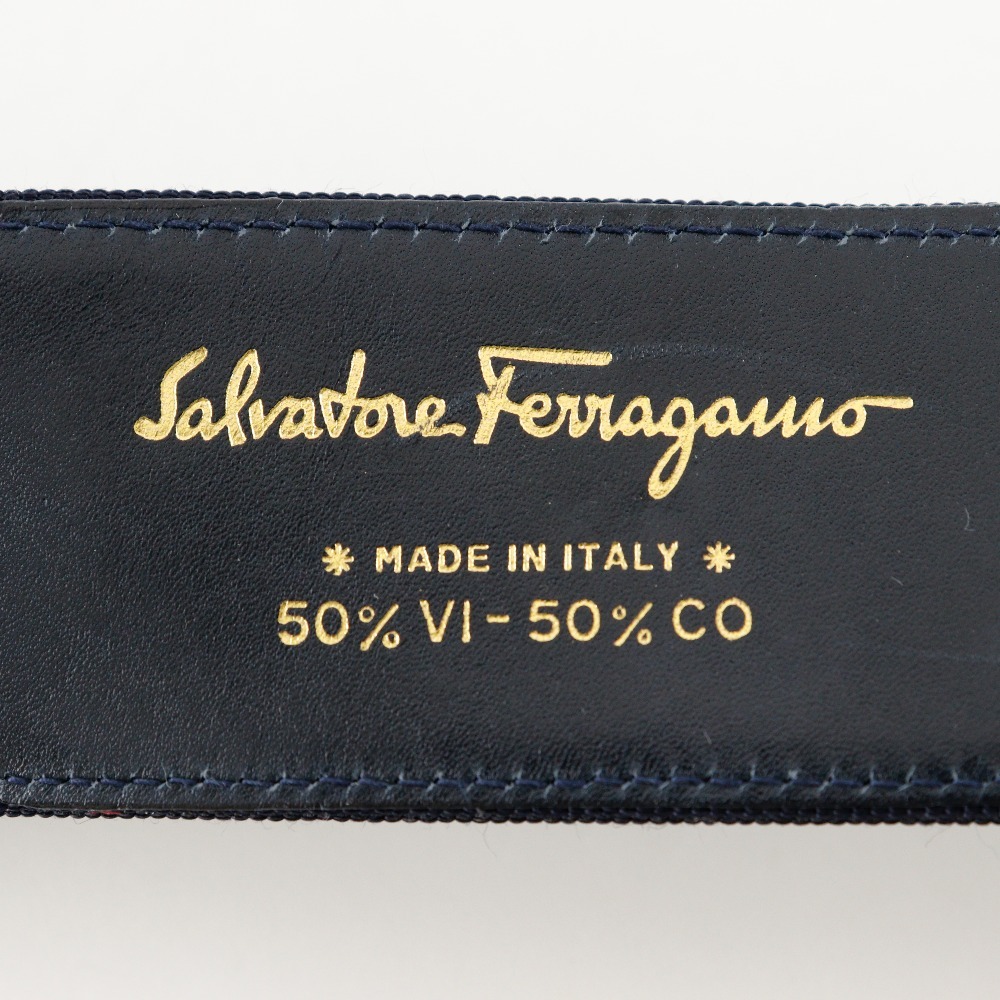 Salvatore Ferragamo
* MADE IN ITALY *
50% VI - 50% CO